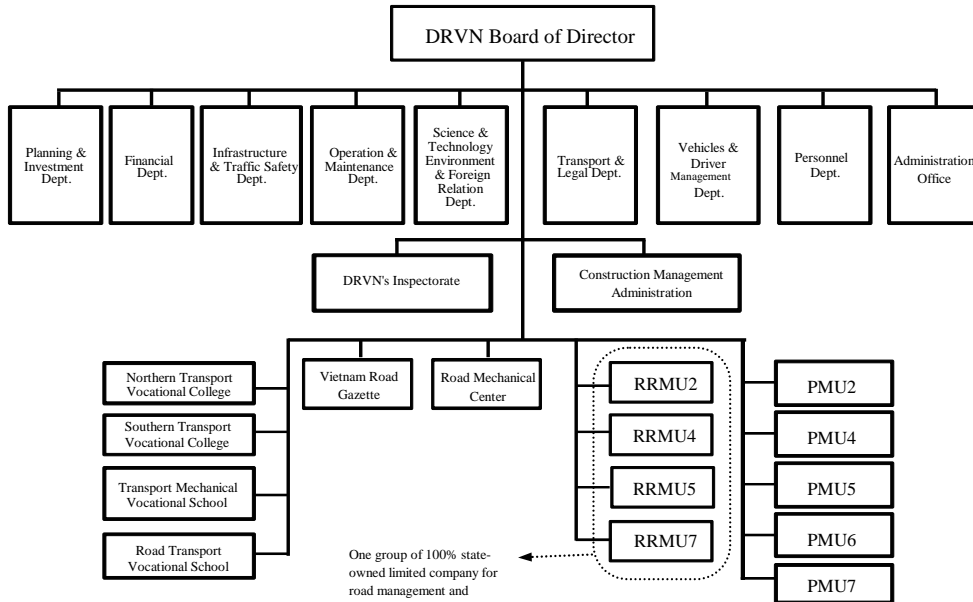 DRVN Board of Director
Planning &
Investment
Dept.
Financial
Dept.
Infrastructure
& Traffic Safety
Dept.
Operation &
Maintenance
Dept.
Science &
Technology
Environment
& Foreign
Relation
Dept.
Transport &
Legal Dept.
Vehicles &
Driver
Management
Dept.
Personnel
Dept.
Administration
Office
DRVN's Inspectorate
Construction Management
Administration
Northern Transport
Vocational College
Southern Transport
Vocational College
Transport Mechanical
Vocational School
Road Transport
Vocational School
Vietnam Road
Gazette
Road Mechanical
Center
RRMU2
RRMU4
RRMU5
RRMU7
One group of 100% state-
owned limited company for
road management and
PMU2
PMU4
PMU5
PMU6
PMU7